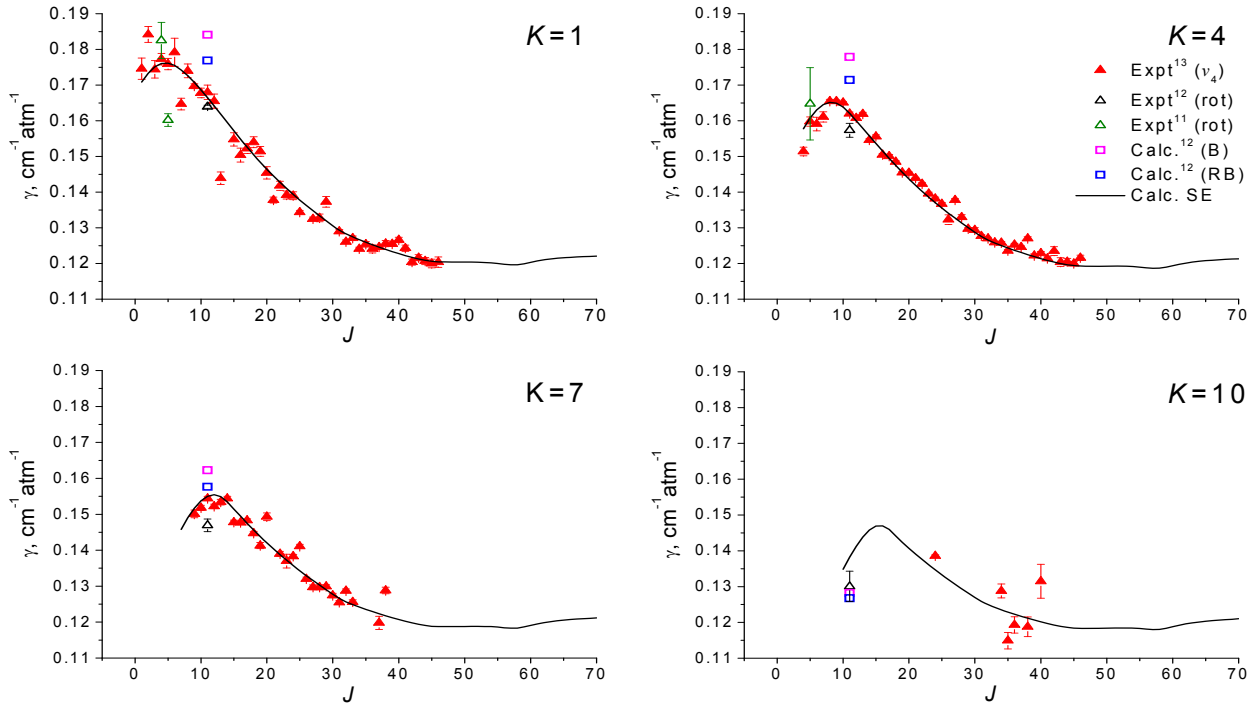 K=1
0.19
0.18
0.17
0.16
0.15
0.14
0.13
0.12
0.11
γ, cm⁻¹atm⁻¹
0 10 20 30 40 50 60 70
J
K=4
0.19
0.18
0.17
0.16
0.15
0.14
0.13
0.12
0.11
γ, cm⁻¹atm⁻¹
Expt¹³ (ν₄)
Expt¹² (rot)
Expt¹¹ (rot)
Calc.¹² (B)
Calc.¹² (RB)
Calc. SE
0 10 20 30 40 50 60 70
J
K=7
0.19
0.18
0.17
0.16
0.15
0.14
0.13
0.12
0.11
γ, cm⁻¹atm⁻¹
0 10 20 30 40 50 60 70
J
K=10
0.19
0.18
0.17
0.16
0.15
0.14
0.13
0.12
0.11
γ, cm⁻¹atm⁻¹
0 10 20 30 40 50 60 70
J